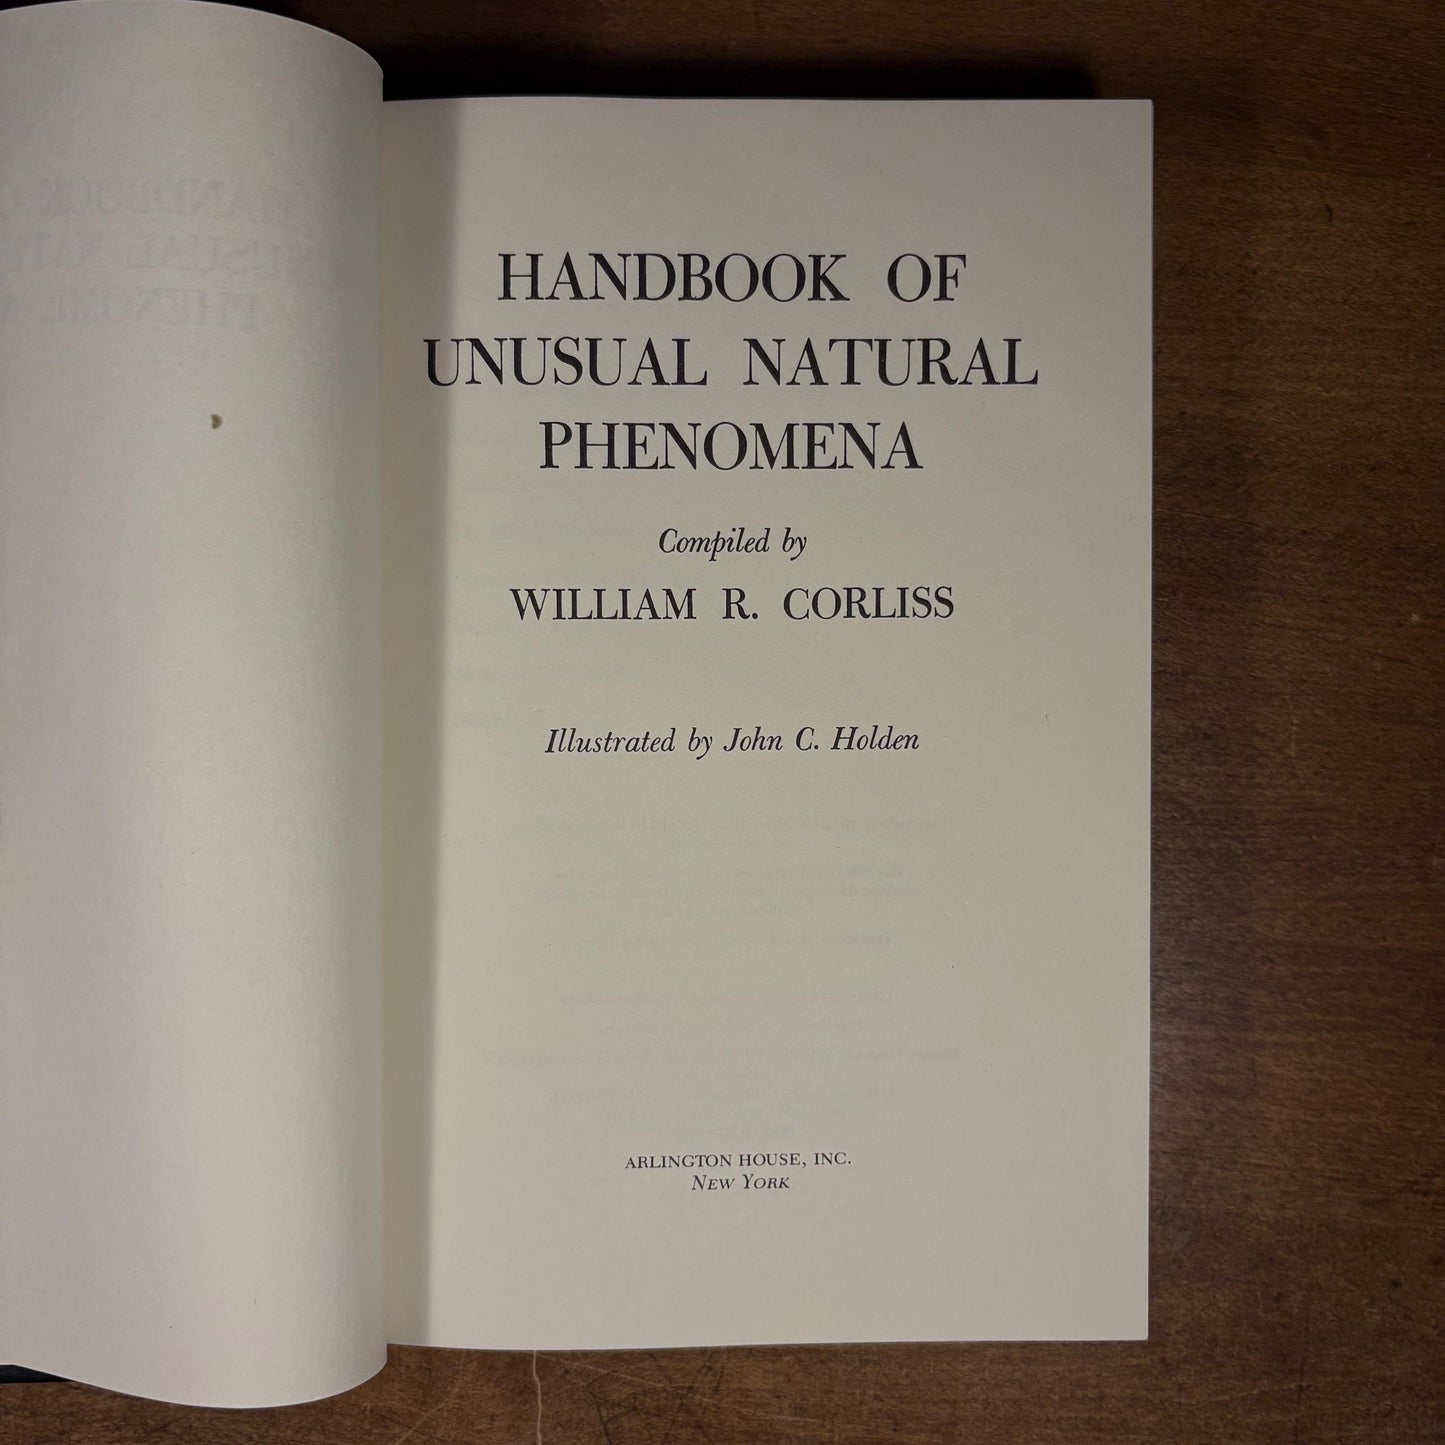 HANDBOOK OF
UNUSUAL NATURAL
PHENOMENA
Compiled by
WILLIAM R. CORLISS
Illustrated by John C. Holden
ARLINGTON HOUSE, INC.
NEW YORK